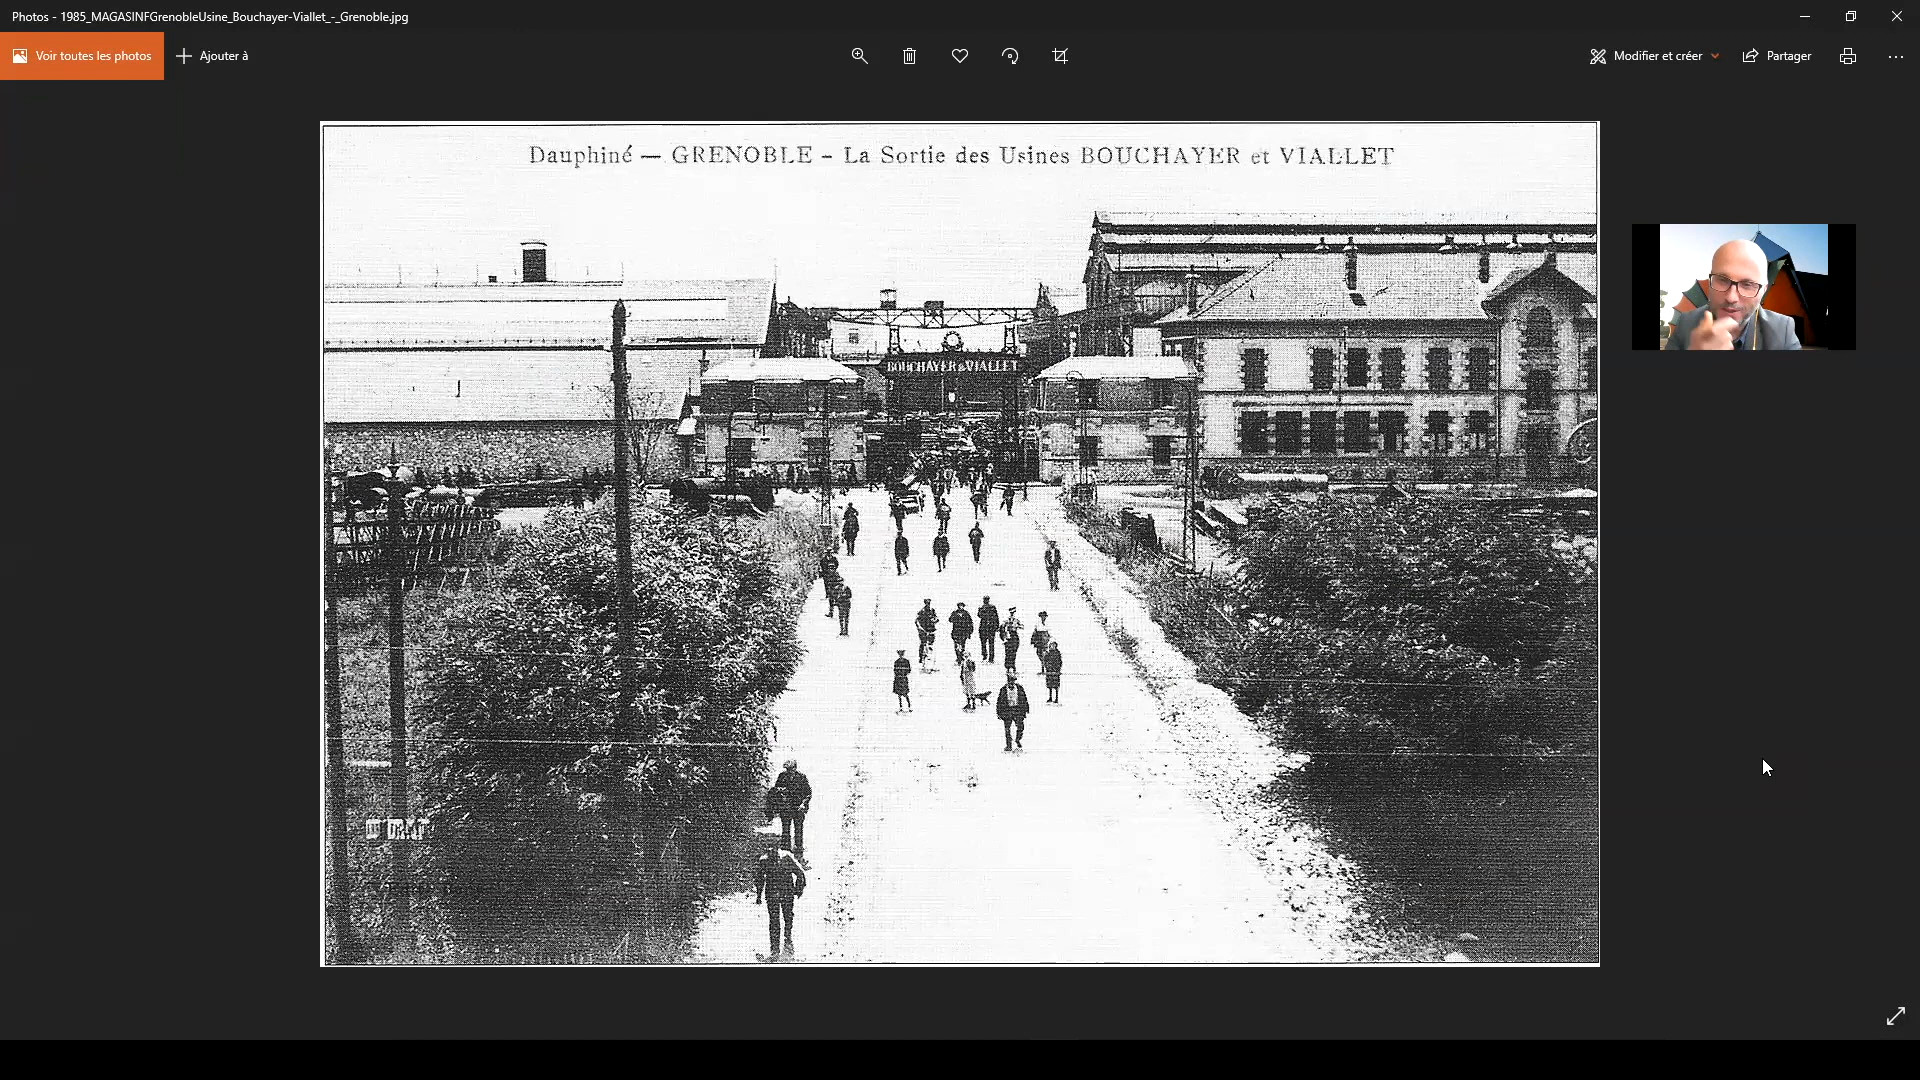 Photos - 1985_MAGASINFGrenobleUsine_Bouchayer-Viallet_-_Grenoble.jpg
Voir toutes les photos
Ajouter à
Modifier et créer
Partager
Dauphiné — GRENOBLE - La Sortie des Usines BOUCHAYER et VIALLET
BOUCHAYER & VIALLET